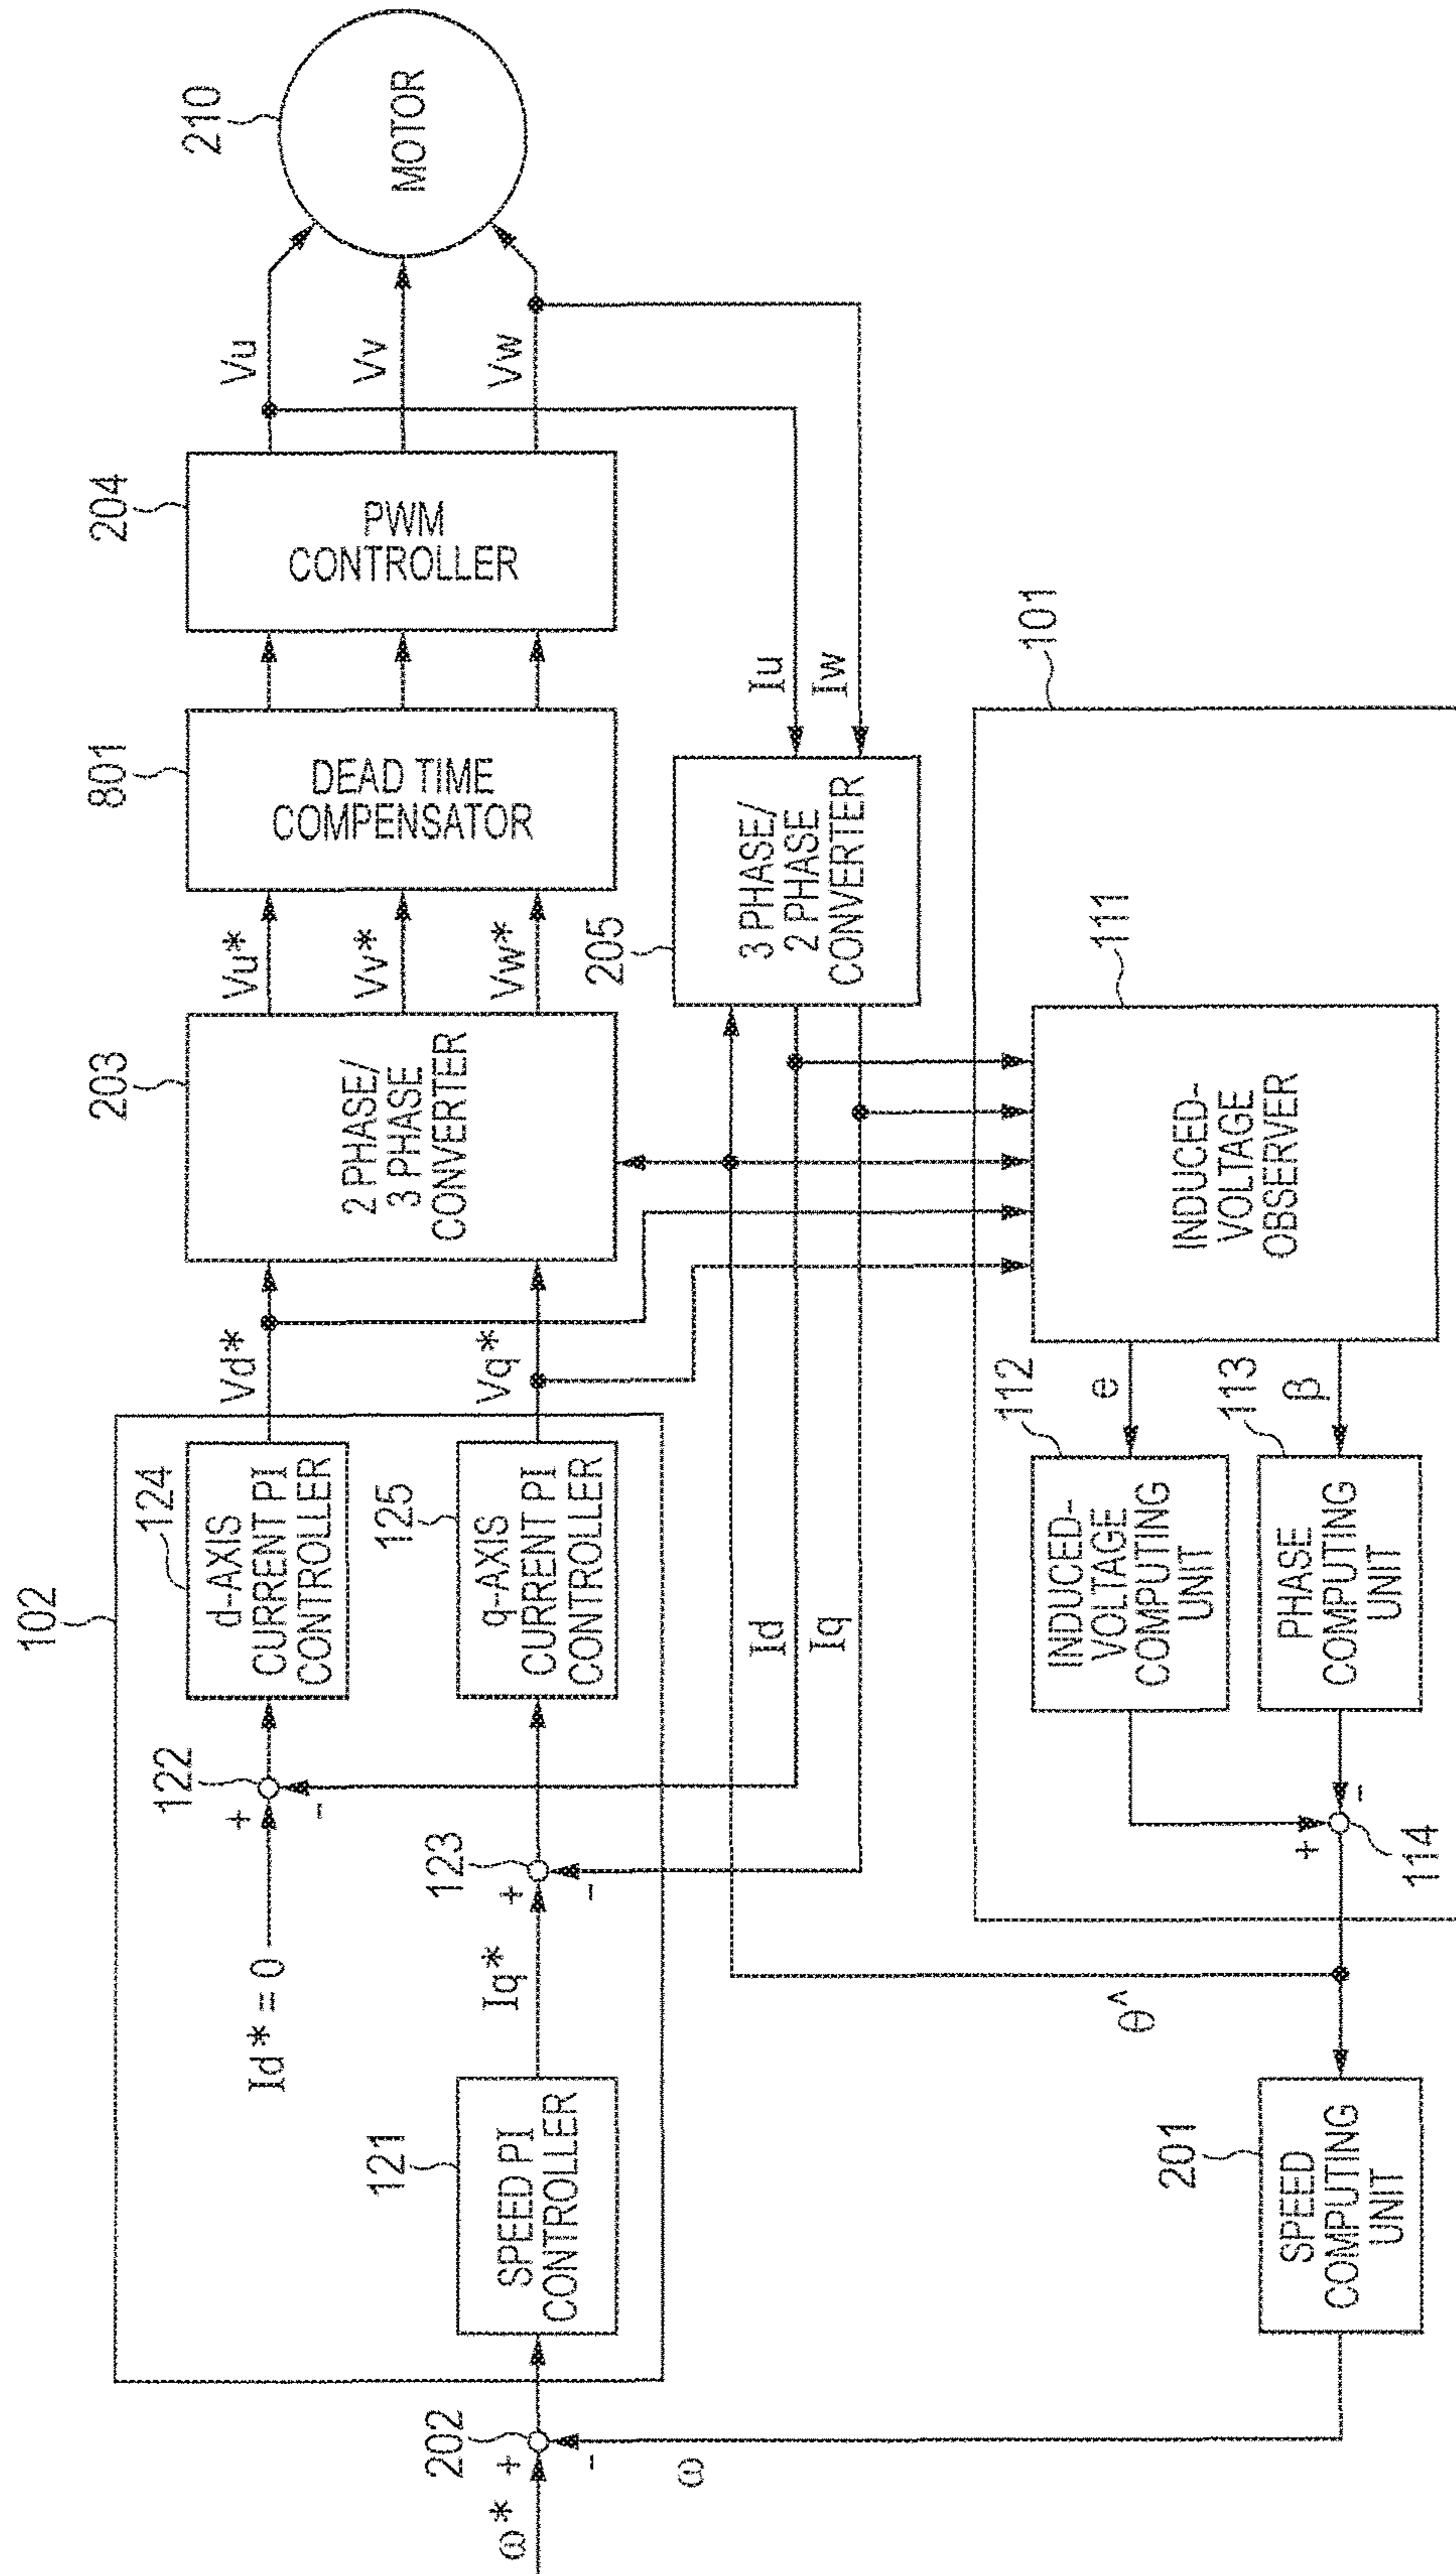 102
ω*
+
-
202
ω
121
SPEED PI
CONTROLLER
Iq*
Id* = 0
+
-
122
+
-
123
124
d-AXIS
CURRENT PI
CONTROLLER
125
q-AXIS
CURRENT PI
CONTROLLER
Vd*
Vq*
203
2 PHASE/
3 PHASE
CONVERTER
Vu*
Vv*
Vw*
801
DEAD TIME
COMPENSATOR
204
PWM
CONTROLLER
Vu
Vv
Vw
210
MOTOR
Id
Iq
205
3 PHASE/
2 PHASE
CONVERTER
Iu
Iw
101
θ^
201
SPEED
COMPUTING
UNIT
+
-
114
112
INDUCED-
VOLTAGE
COMPUTING
UNIT
113
PHASE
COMPUTING
UNIT
e
β
111
INDUCED-
VOLTAGE
OBSERVER